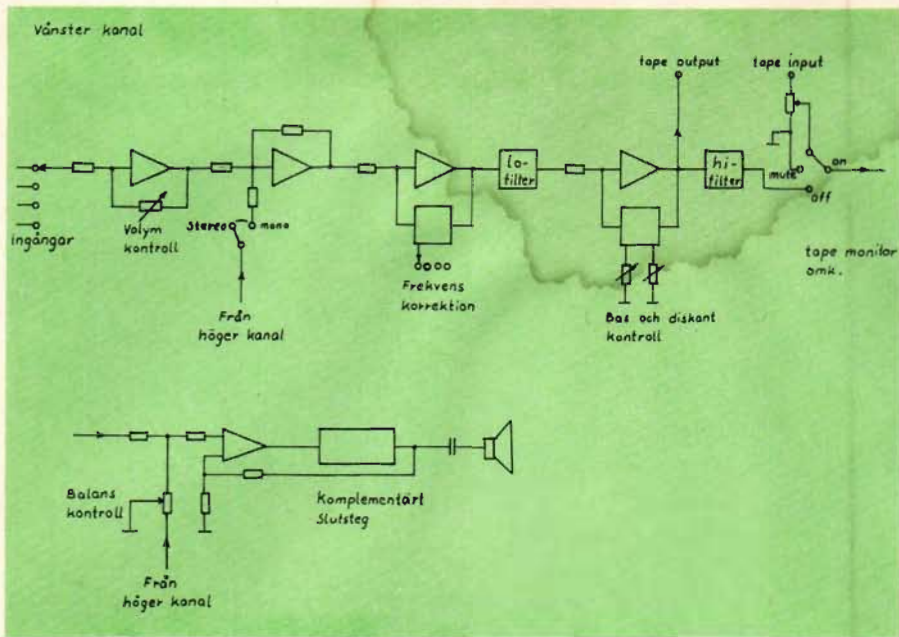 Vänster kanal
tape output
tape input
lo-
filter
hi-
filter
on
mute
off
ingångar
Volym
kontroll
Stereo
mono
Från
höger kanal
Frekvens
korrektion
Bas och diskant
kontroll
tape monitor
omk.
Balans
kontroll
Från
höger kanal
Komplementärt
Slutsteg